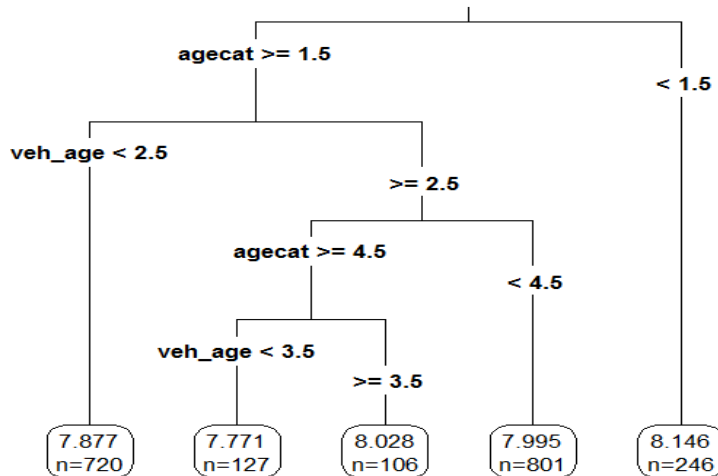 agecat >= 1.5
< 1.5
veh_age < 2.5
>= 2.5
agecat >= 4.5
< 4.5
veh_age < 3.5
>= 3.5
7.877
n=720
7.771
n=127
8.028
n=106
7.995
n=801
8.146
n=246